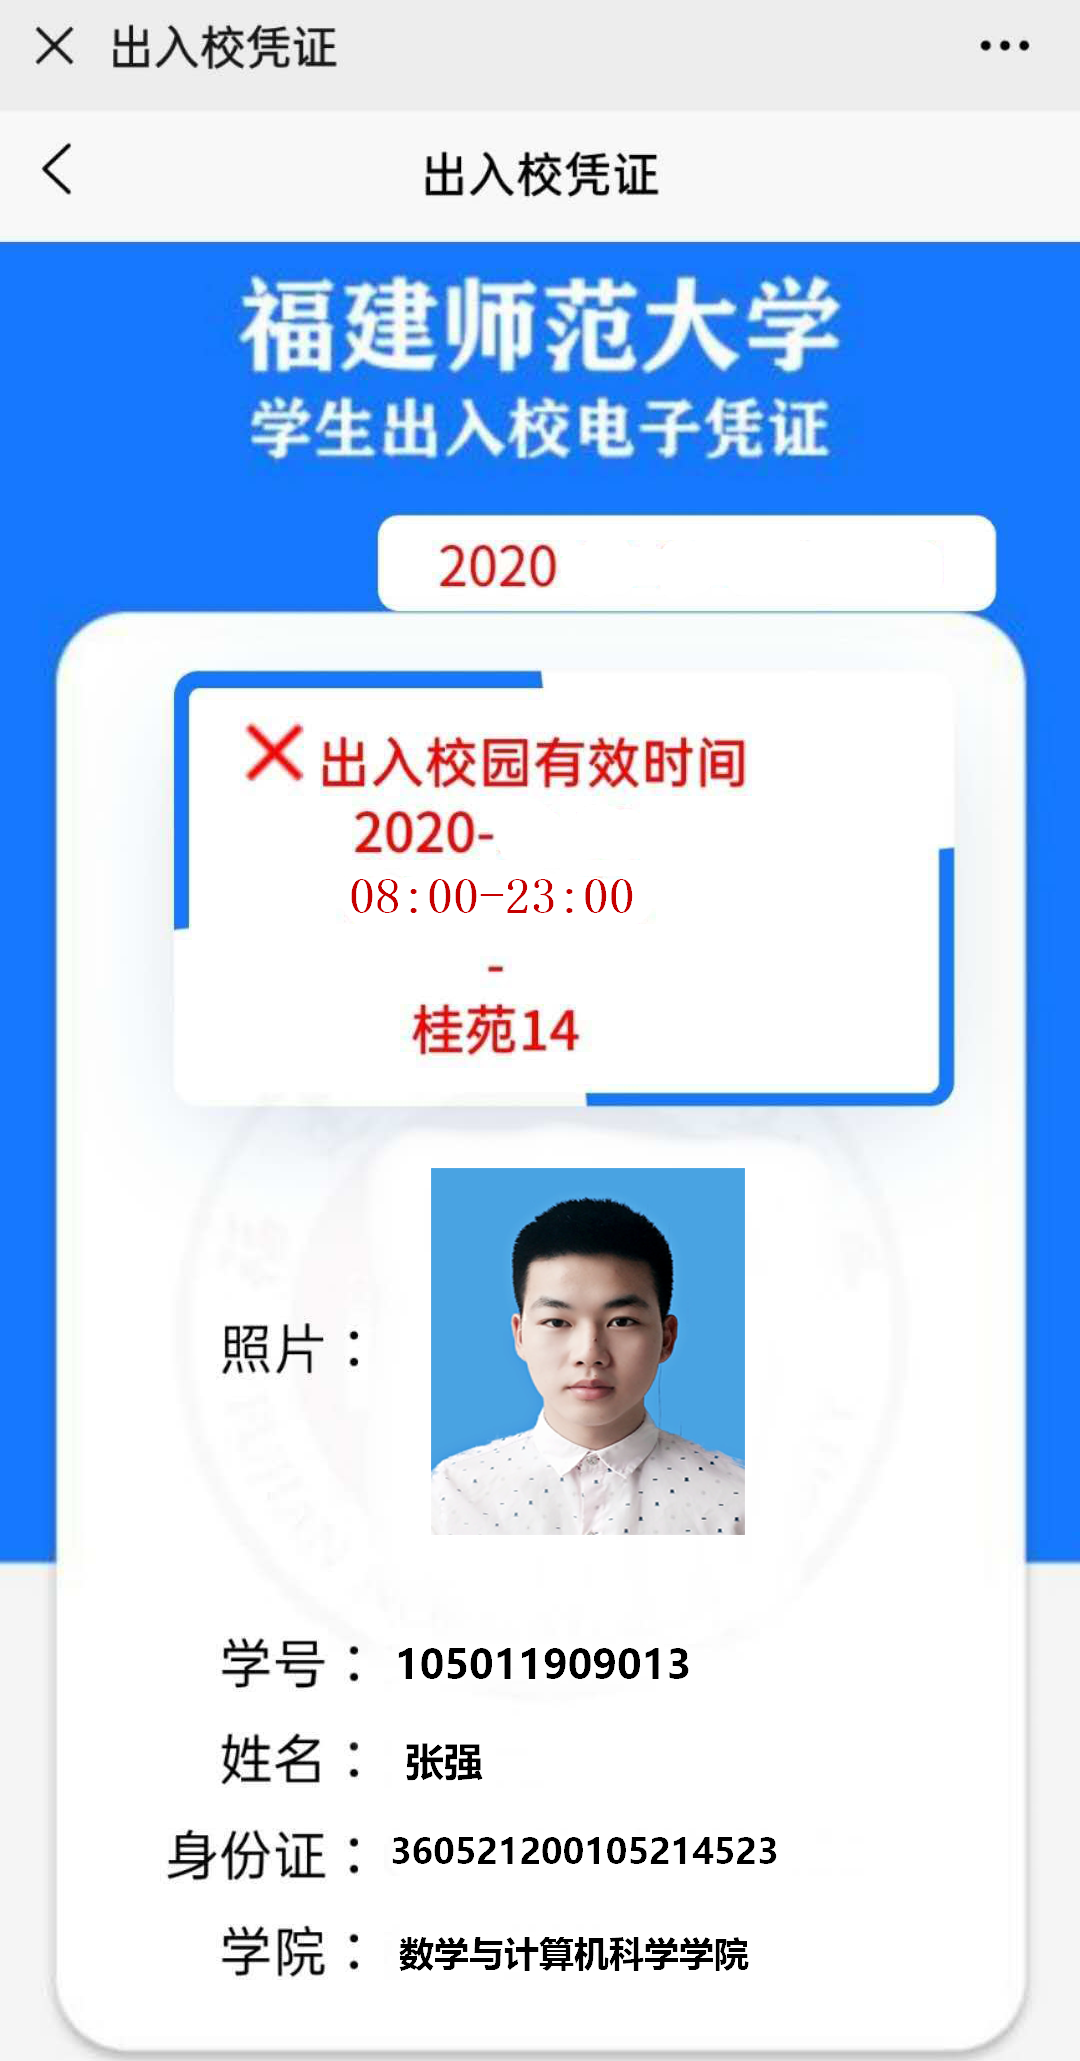 出入校凭证
出入校凭证
福建师范大学
学生出入校电子凭证
2020
出入校园有效时间
2020-
08:00-23:00
-
桂苑14
照片：
学号：105011909013
姓名：张强
身份证：360521200105214523
学院：数学与计算机科学学院